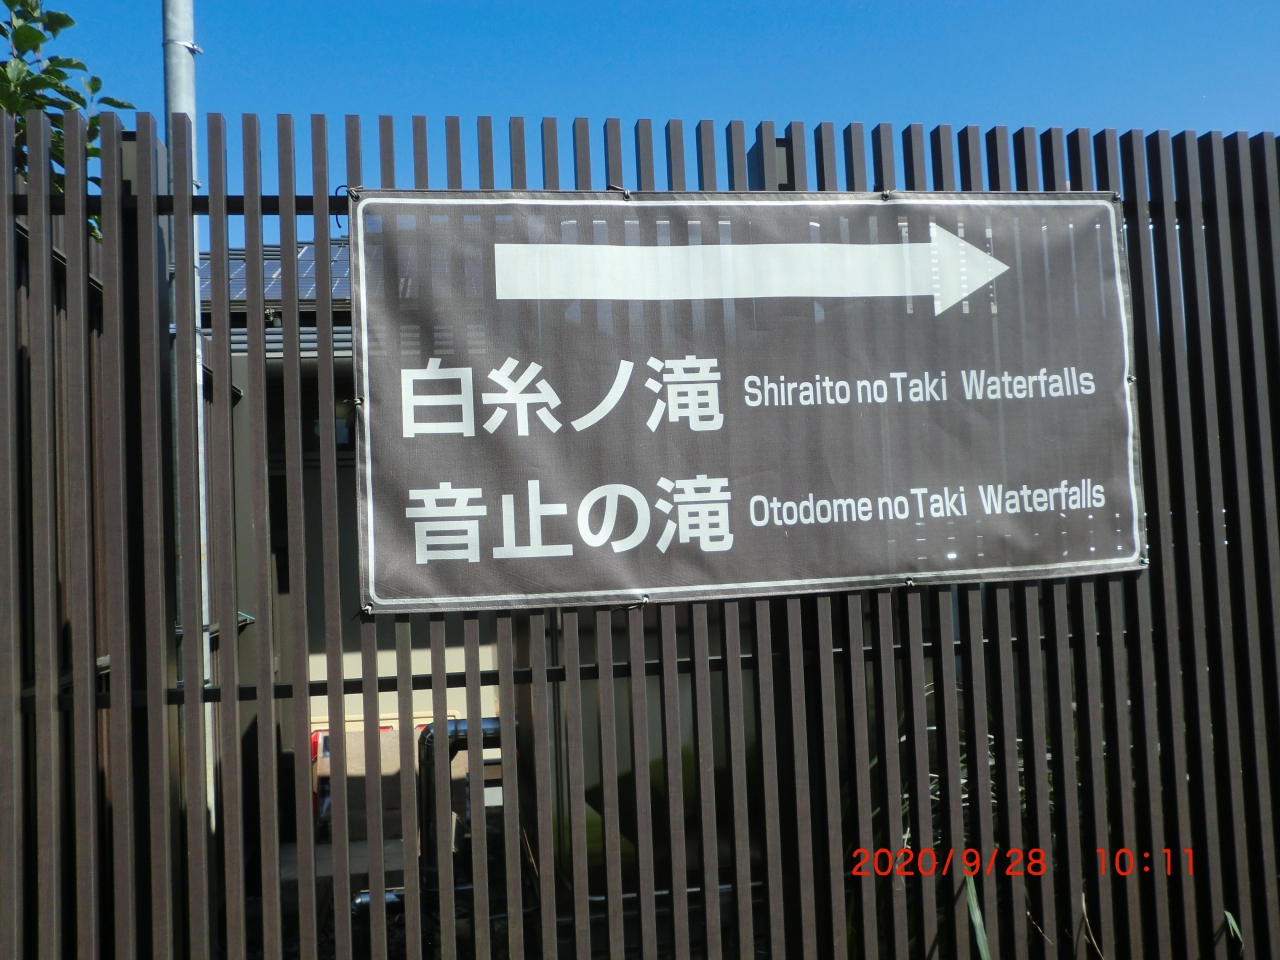 白糸ノ滝 Shiraito no Taki Waterfalls
音止の滝 Otodome no Taki Waterfalls
2020/9/28 10:11